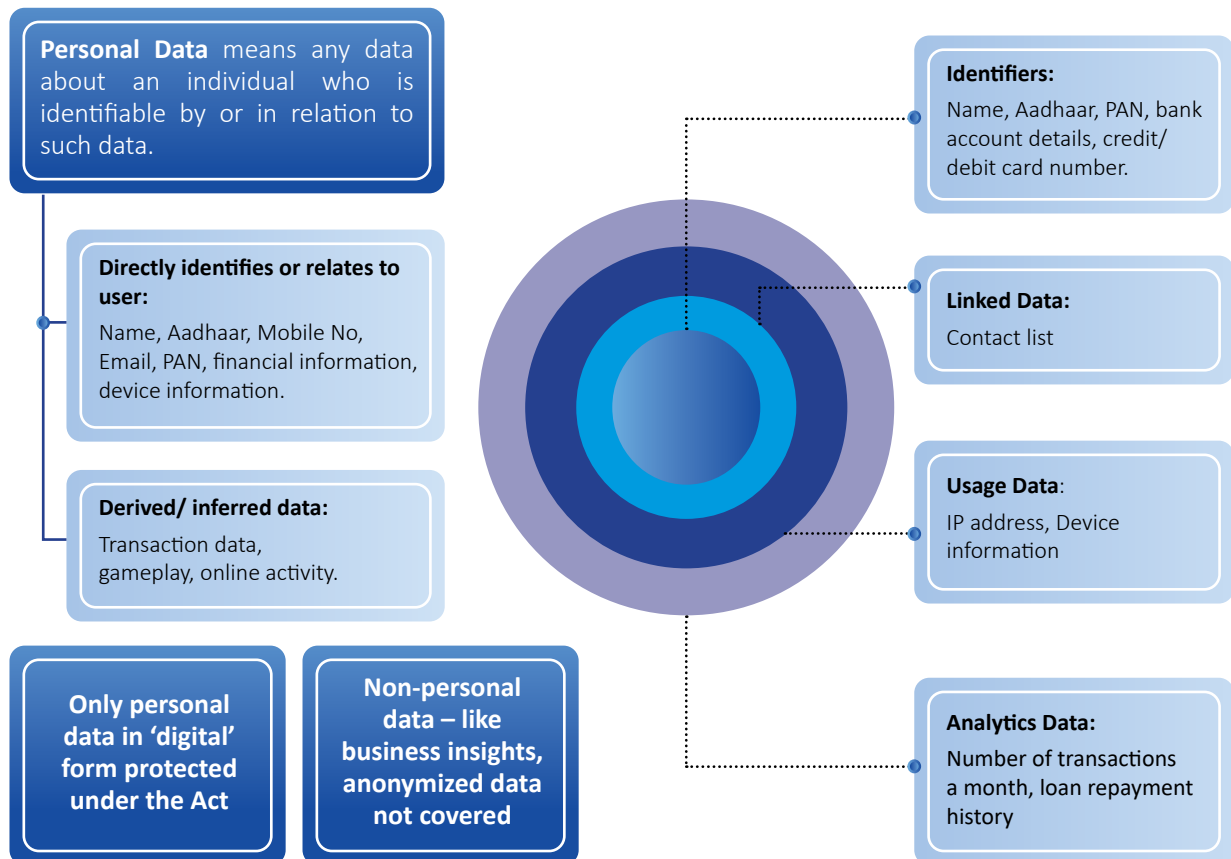 Personal Data means any data
about an individual who is
identifiable by or in relation to
such data.
Directly identifies or relates to
user:
Name, Aadhaar, Mobile No,
Email, PAN, financial information,
device information.
Derived/ inferred data:
Transaction data,
gameplay, online activity.
Only personal
data in ‘digital’
form protected
under the Act
Non-personal
data – like
business insights,
anonymized data
not covered
Identifiers:
Name, Aadhaar, PAN, bank
account details, credit/
debit card number.
Linked Data:
Contact list
Usage Data:
IP address, Device
information
Analytics Data:
Number of transactions
a month, loan repayment
history